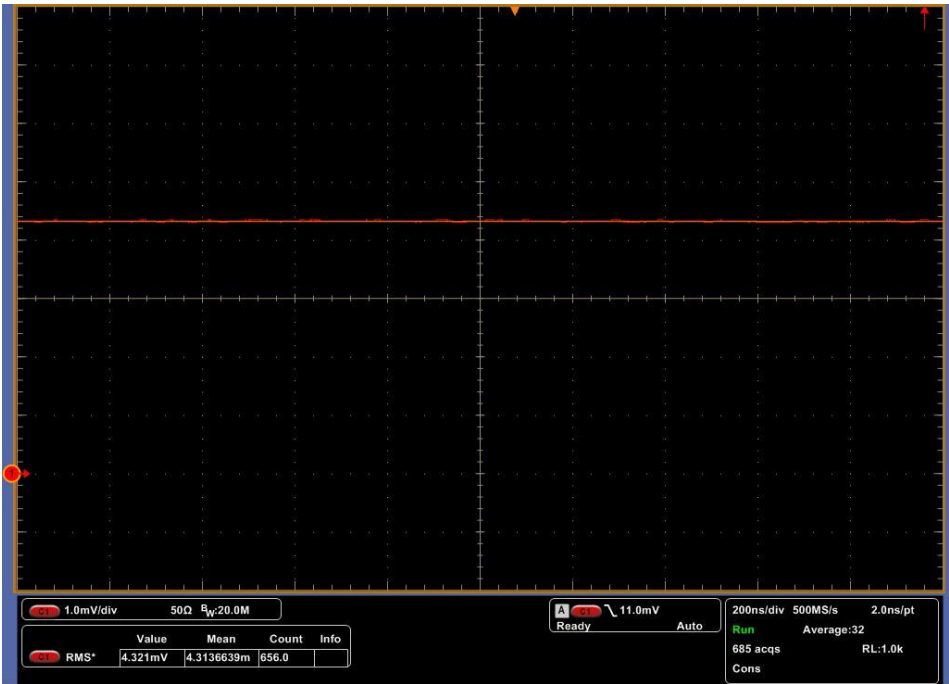 1
C1 1.0mV/div 50Ω BW:20.0M
Value Mean Count Info
C1 RMS* 4.321mV 4.3136639m 656.0
A C1 11.0mV
Ready Auto
200ns/div 500MS/s 2.0ns/pt
Run Average:32
685 acqs RL:1.0k
Cons